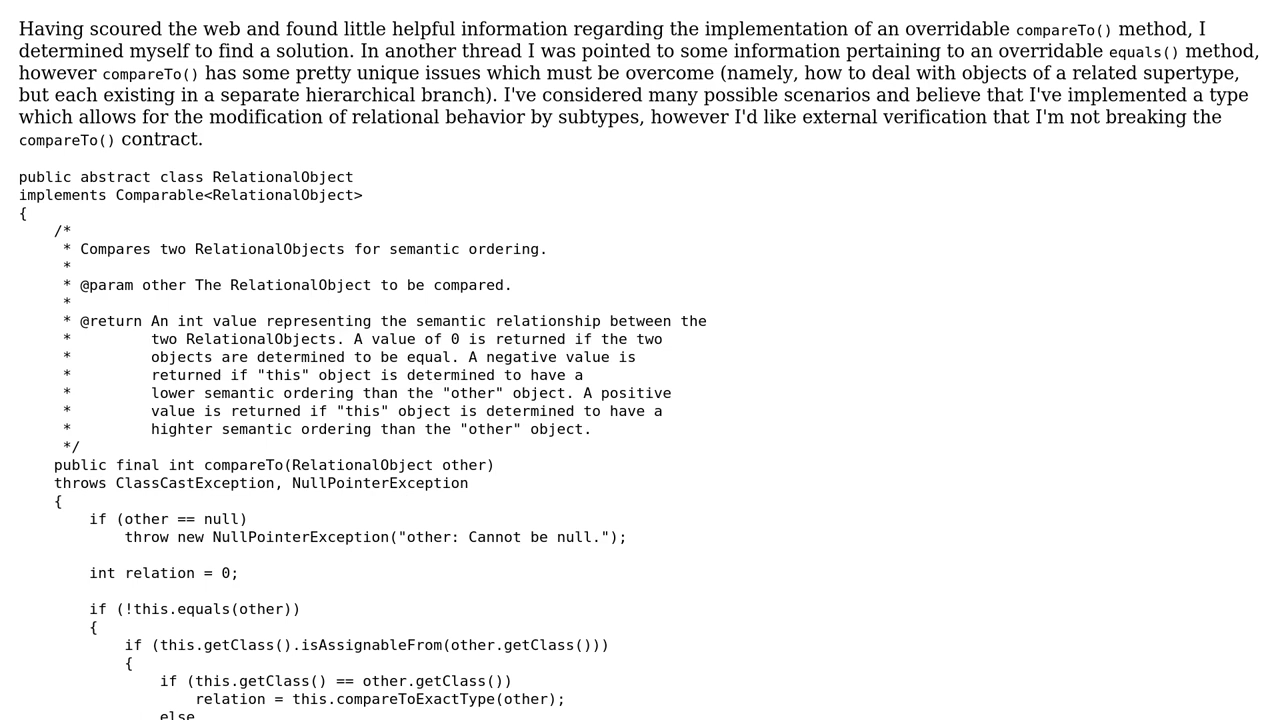 Having scoured the web and found little helpful information regarding the implementation of an overridable compareTo() method, I
determined myself to find a solution. In another thread I was pointed to some information pertaining to an overridable equals() method,
however compareTo() has some pretty unique issues which must be overcome (namely, how to deal with objects of a related supertype,
but each existing in a separate hierarchical branch). I've considered many possible scenarios and believe that I've implemented a type
which allows for the modification of relational behavior by subtypes, however I'd like external verification that I'm not breaking the
compareTo() contract.
public abstract class RelationalObject
implements Comparable<RelationalObject>
{
    /*
     * Compares two RelationalObjects for semantic ordering.
     *
     * @param other The RelationalObject to be compared.
     *
     * @return An int value representing the semantic relationship between the
     *         two RelationalObjects. A value of 0 is returned if the two
     *         objects are determined to be equal. A negative value is
     *         returned if "this" object is determined to have a
     *         lower semantic ordering than the "other" object. A positive
     *         value is returned if "this" object is determined to have a
     *         highter semantic ordering than the "other" object.
     */
    public final int compareTo(RelationalObject other)
    throws ClassCastException, NullPointerException
    {
        if (other == null)
            throw new NullPointerException("other: Cannot be null.");

        int relation = 0;

        if (!this.equals(other))
        {
            if (this.getClass().isAssignableFrom(other.getClass()))
            {
                if (this.getClass() == other.getClass())
                    relation = this.compareToExactType(other);
                else